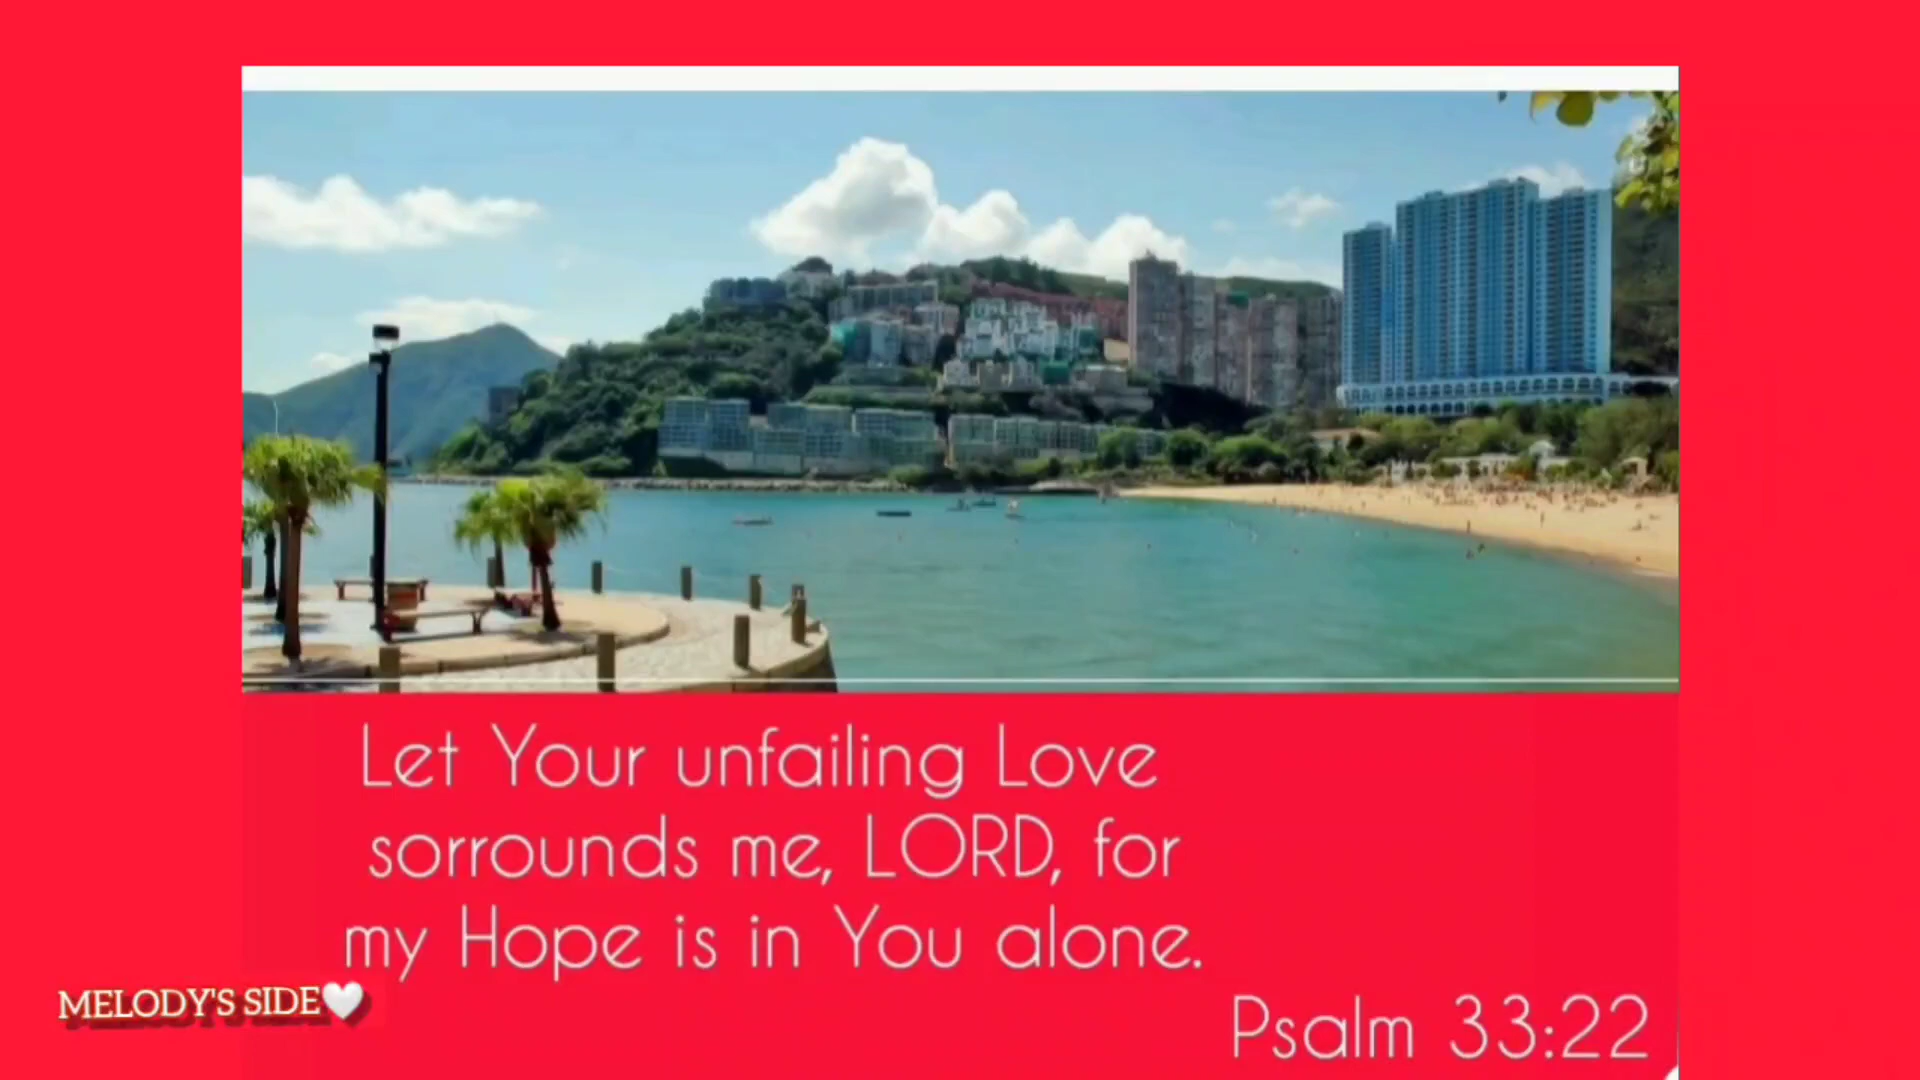 Let Your unfailing Love
sorrounds me, LORD, for
my Hope is in You alone.
Psalm 33:22
MELODY'S SIDE🤍